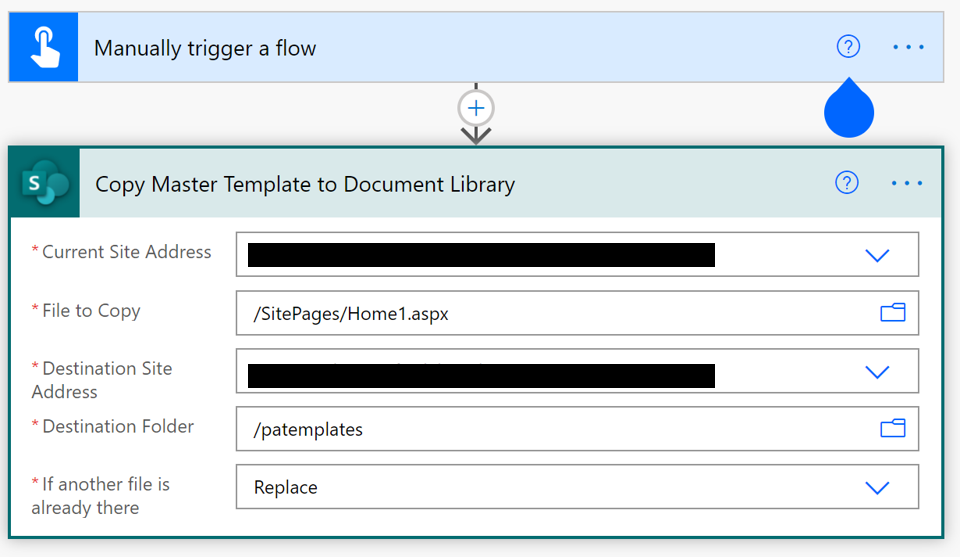 Manually trigger a flow
?
...
+
S
Copy Master Template to Document Library
?
...
* Current Site Address
* File to Copy
/SitePages/Home1.aspx
* Destination Site
Address
* Destination Folder
/patemplates
* If another file is
already there
Replace